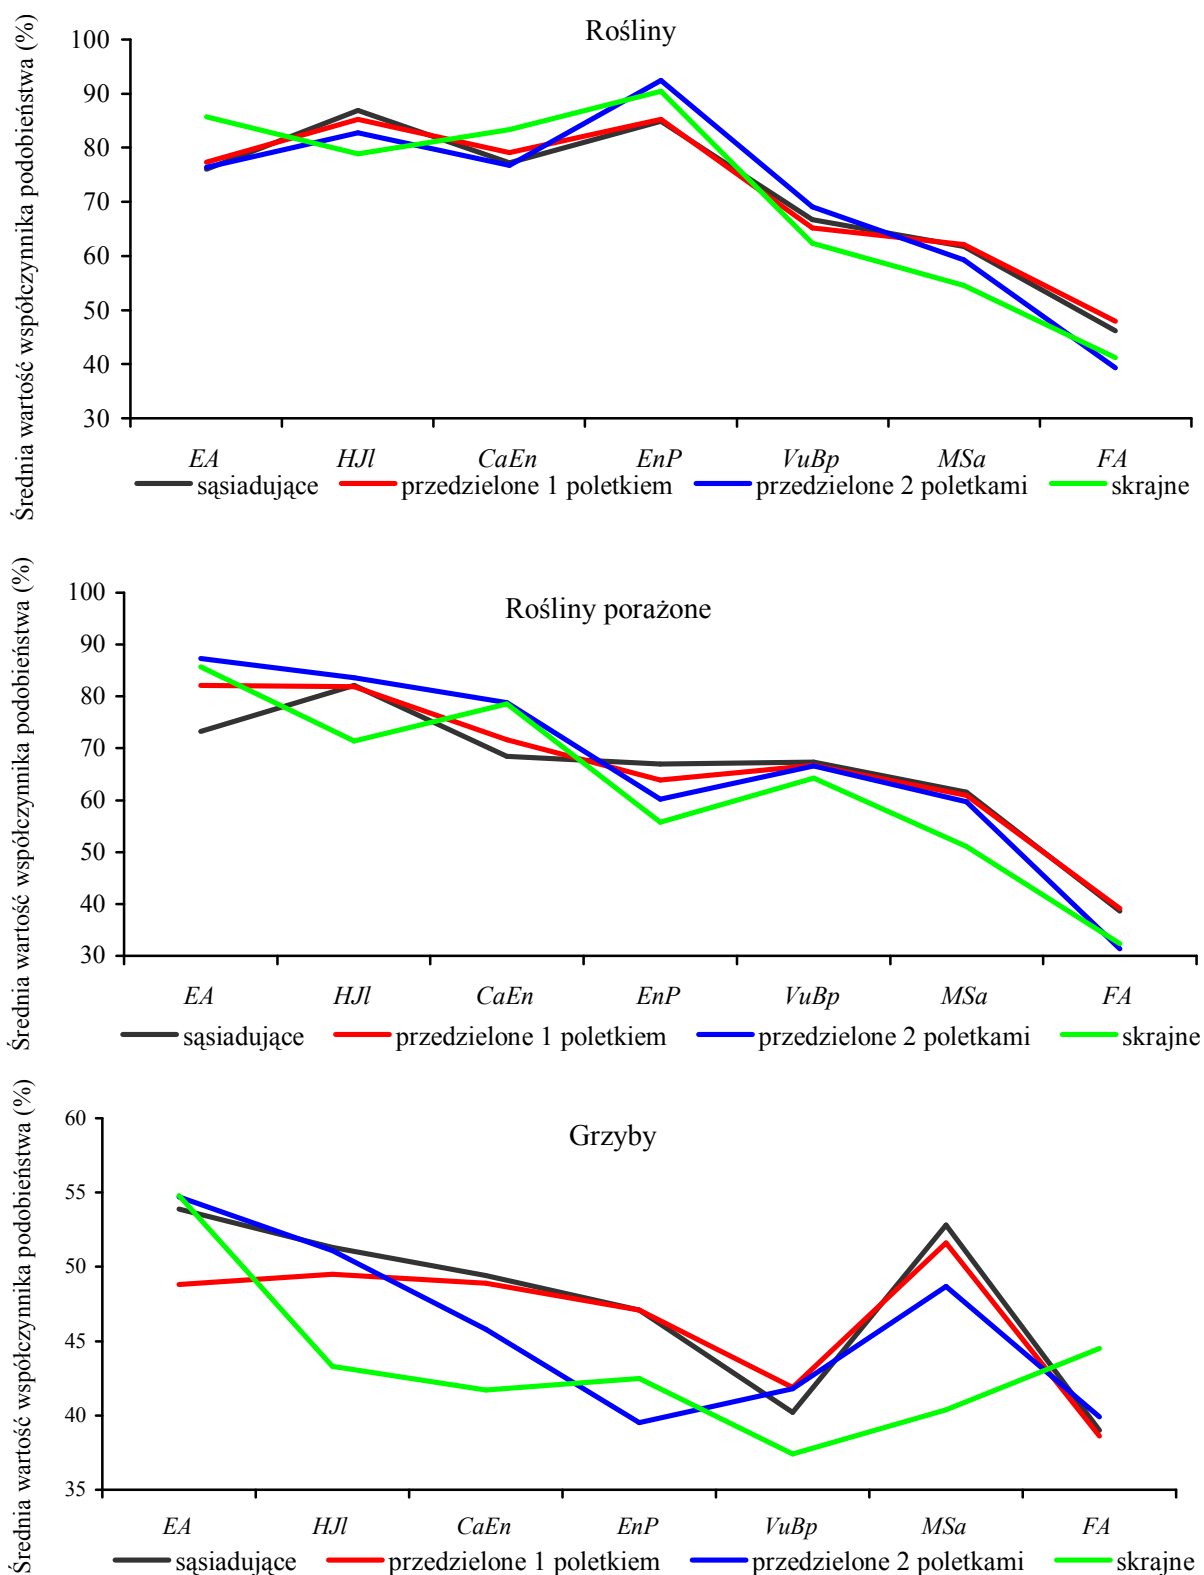 Rośliny
Średnia wartość współczynnika podobieństwa (%)
100
90
80
70
60
50
40
30
EA HJl CaEn EnP VuBp MSa FA
sąsiadujące przedzielone 1 poletkiem przedzielone 2 poletkami skrajne
Rośliny porażone
Średnia wartość współczynnika podobieństwa (%)
100
90
80
70
60
50
40
30
EA HJl CaEn EnP VuBp MSa FA
sąsiadujące przedzielone 1 poletkiem przedzielone 2 poletkami skrajne
Grzyby
Średnia wartość współczynnika podobieństwa (%)
60
55
50
45
40
35
EA HJl CaEn EnP VuBp MSa FA
sąsiadujące przedzielone 1 poletkiem przedzielone 2 poletkami skrajne